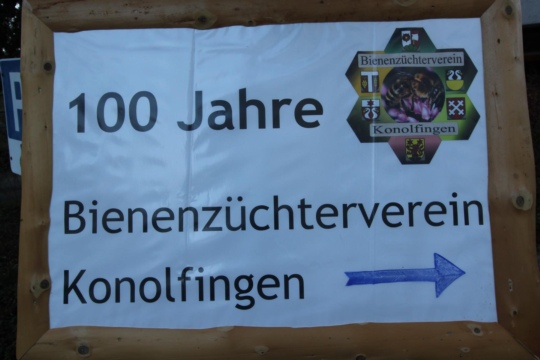 100 Jahre
Bienenzüchterverein
Konolfingen
Bienenzüchterverein
Konolfingen